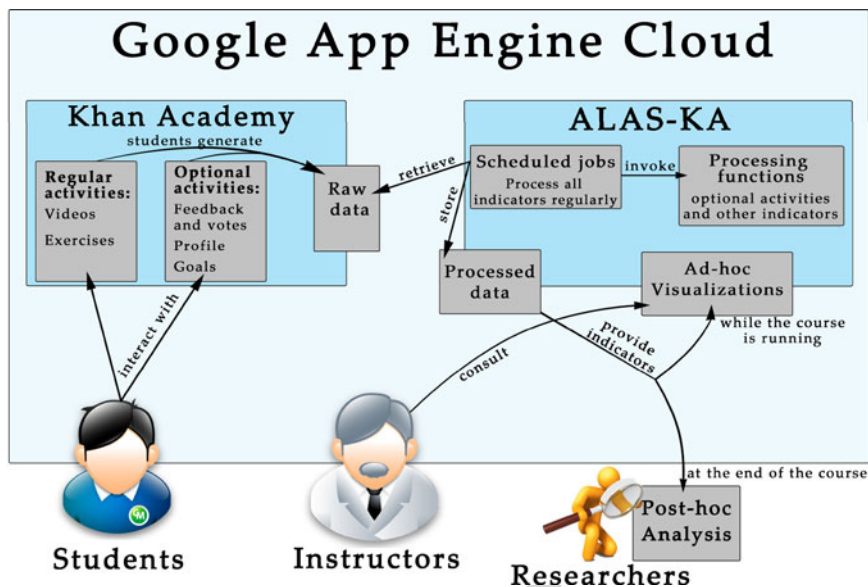 Google App Engine Cloud
Khan Academy
students generate
Regular
activities:
Videos
Exercises
Optional
activities:
Feedback
and votes
Profile
Goals
Raw
data
retrieve
store
ALAS-KA
Scheduled jobs
Process all
indicators regularly
invoke
Processing
functions
optional activities
and other indicators
Processed
data
Ad-hoc
Visualizations
while the course
is running
interact with
consult
provide
indicators
at the end of the course
Post-hoc
Analysis
CM
Students
Instructors
Researchers